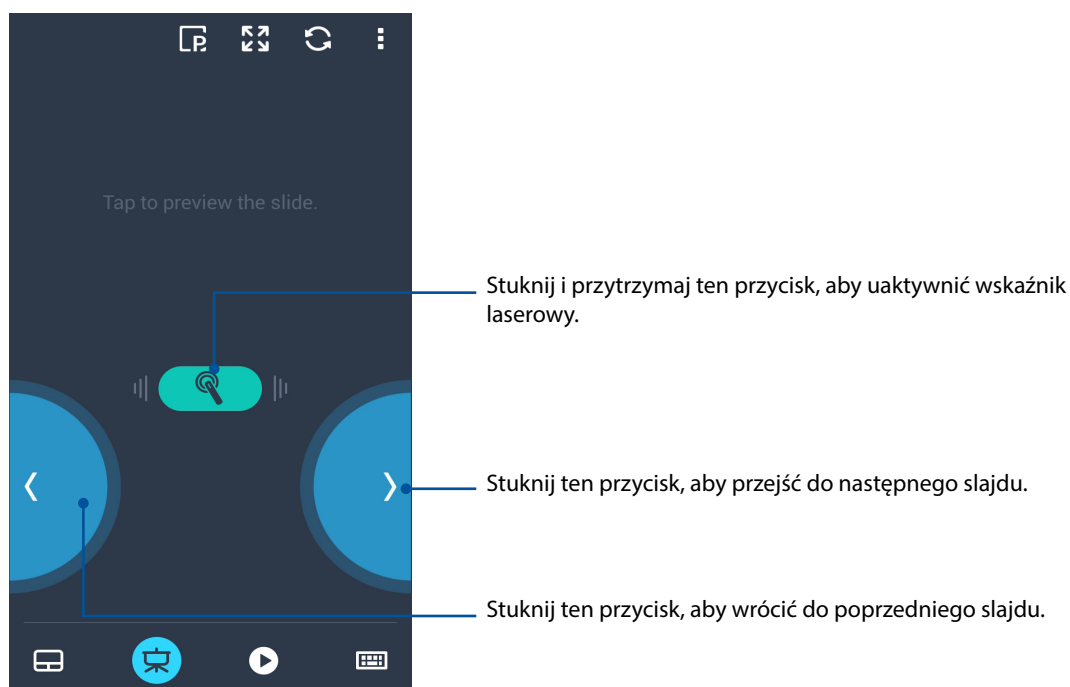 P
Tap to preview the slide.
Stuknij i przytrzymaj ten przycisk, aby uaktywnić wskaźnik
laserowy.
Stuknij ten przycisk, aby przejść do następnego slajdu.
Stuknij ten przycisk, aby wrócić do poprzedniego slajdu.